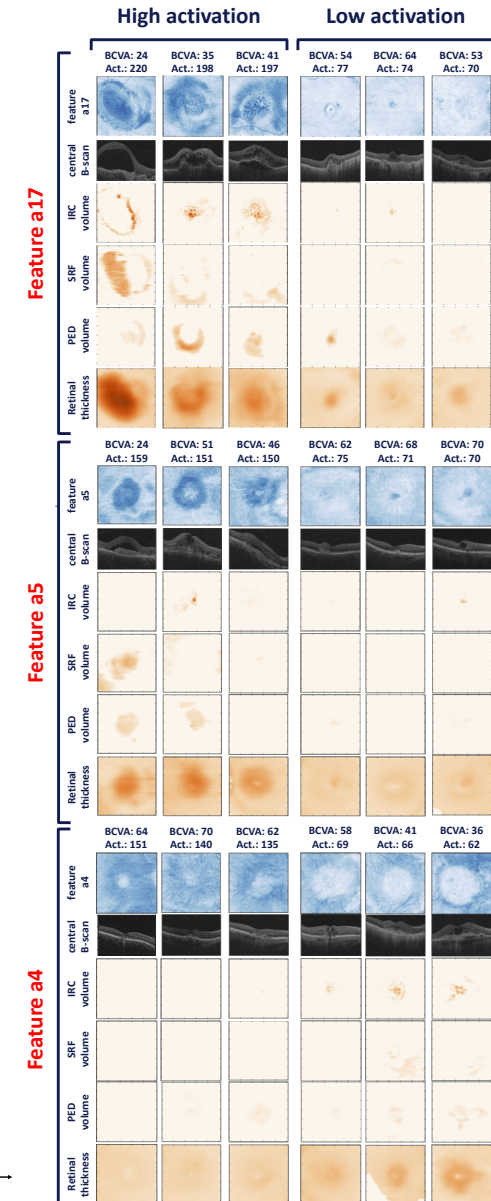 High activation Low activation
BCVA: 24 BCVA: 35 BCVA: 41 BCVA: 54 BCVA: 64 BCVA: 53
Act.: 220 Act.: 198 Act.: 197 Act.: 77 Act.: 74 Act.: 70
Feature a17
feature
a17
central
B-scan
IRC
volume
SRF
volume
PED
volume
Retinal
thickness
BCVA: 24 BCVA: 51 BCVA: 46 BCVA: 62 BCVA: 68 BCVA: 70
Act.: 159 Act.: 151 Act.: 150 Act.: 75 Act.: 71 Act.: 70
Feature a5
feature
a5
central
B-scan
IRC
volume
SRF
volume
PED
volume
Retinal
thickness
BCVA: 64 BCVA: 70 BCVA: 62 BCVA: 58 BCVA: 41 BCVA: 36
Act.: 151 Act.: 140 Act.: 135 Act.: 69 Act.: 66 Act.: 62
Feature a4
feature
a4
central
B-scan
IRC
volume
SRF
volume
PED
volume
Retinal
thickness